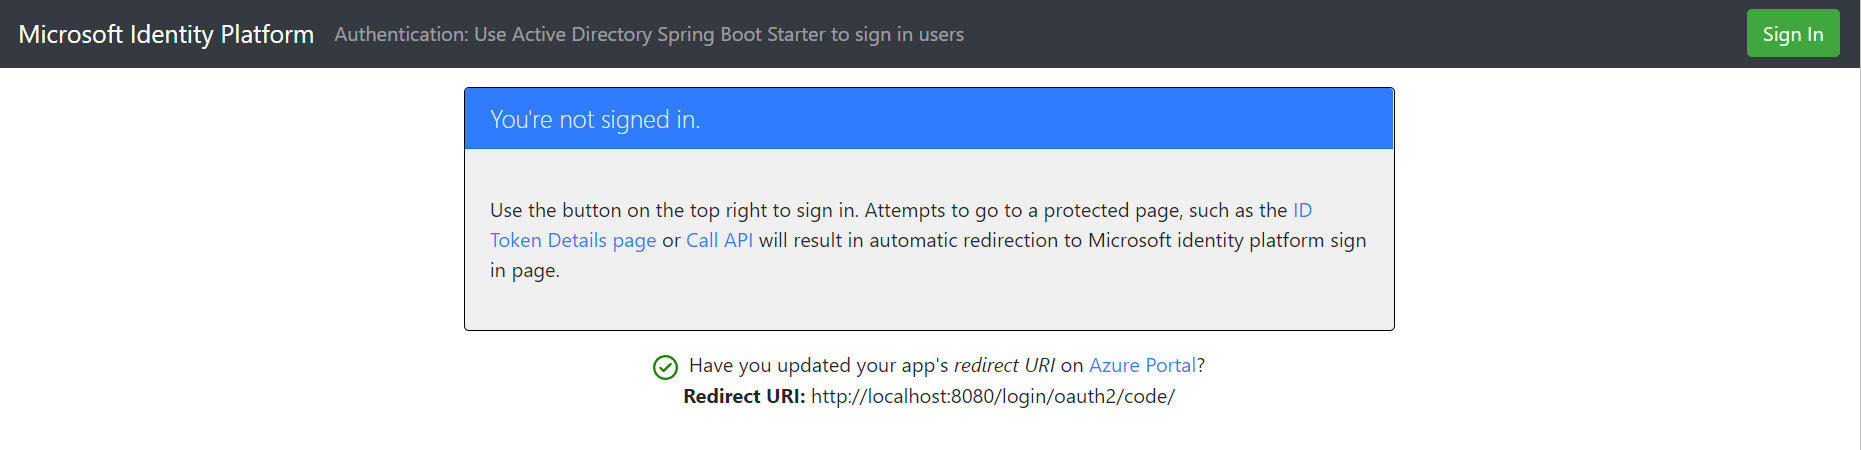 Microsoft Identity Platform Authentication: Use Active Directory Spring Boot Starter to sign in users Sign In
You're not signed in.
Use the button on the top right to sign in. Attempts to go to a protected page, such as the ID
Token Details page or Call API will result in automatic redirection to Microsoft identity platform sign
in page.
Have you updated your app's redirect URI on Azure Portal?
Redirect URI: http://localhost:8080/login/oauth2/code/